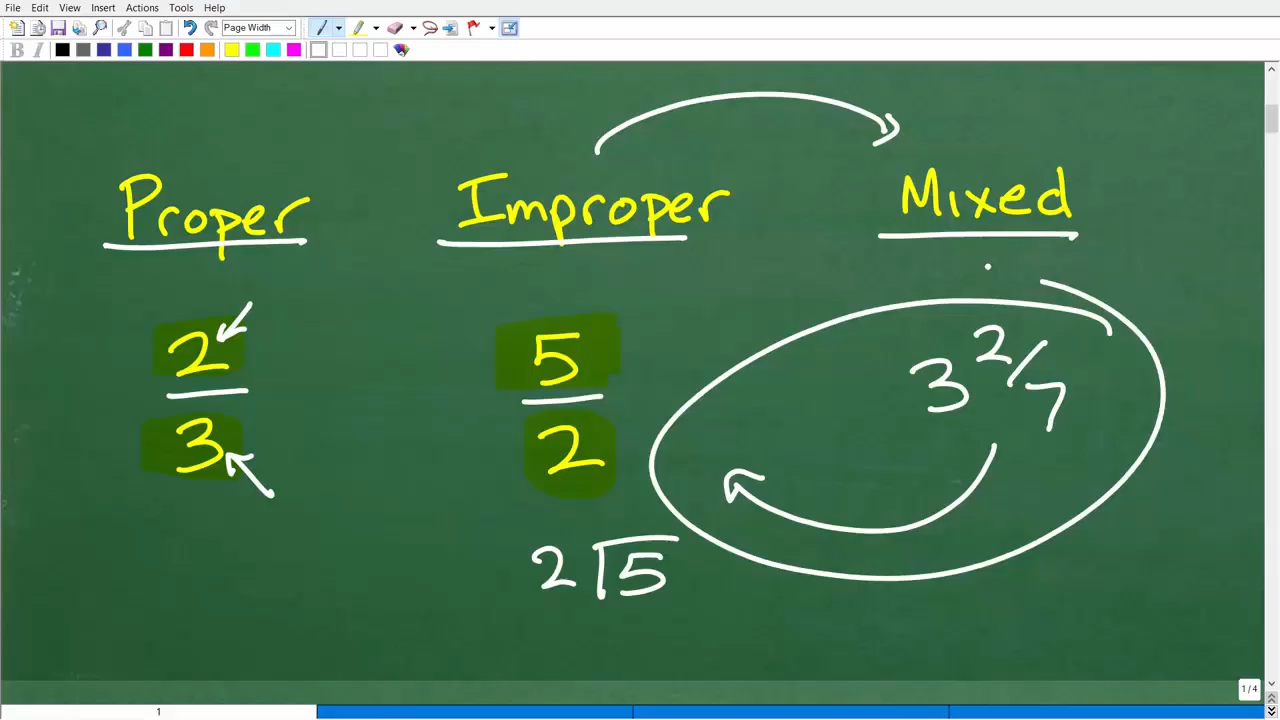 File Edit View Insert Actions Tools Help
Page Width
B I
Proper Improper Mixed
2
3
5
2
3 2/7
2 5
1/4
1